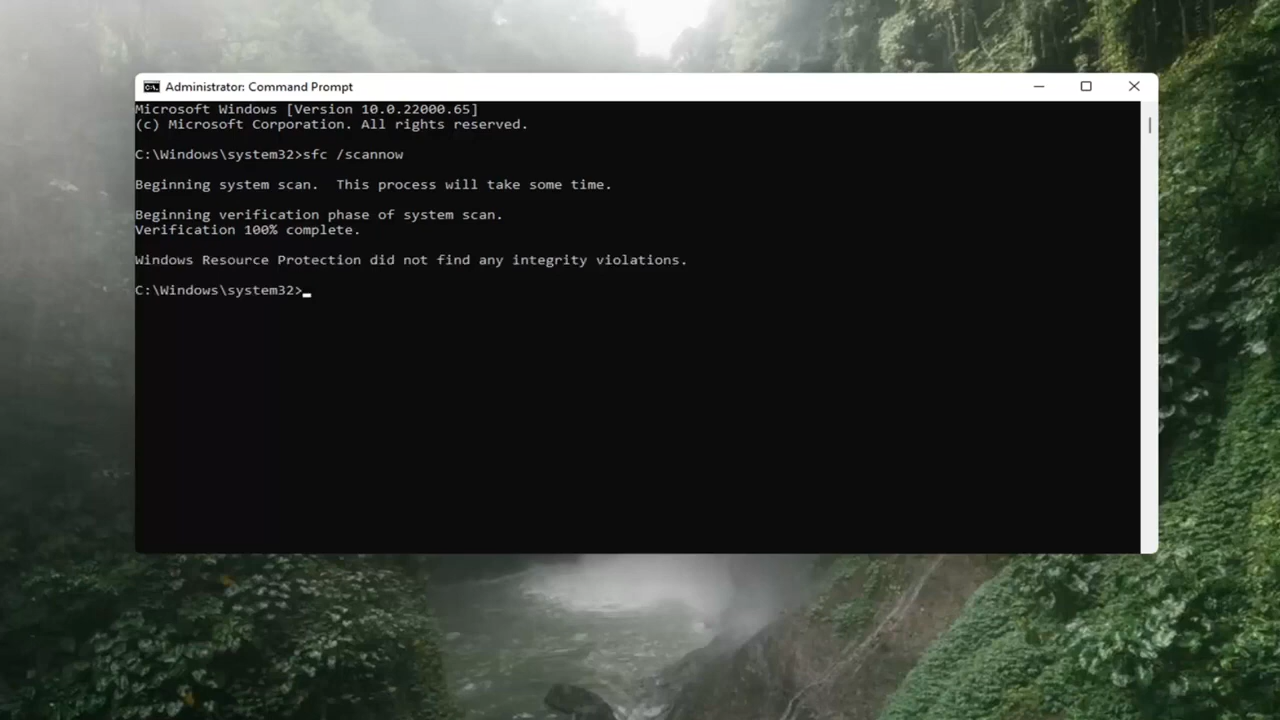 Administrator: Command Prompt
Microsoft Windows [Version 10.0.22000.65]
(c) Microsoft Corporation. All rights reserved.
C:\Windows\system32>sfc /scannow
Beginning system scan.  This process will take some time.
Beginning verification phase of system scan.
Verification 100% complete.
Windows Resource Protection did not find any integrity violations.
C:\Windows\system32>